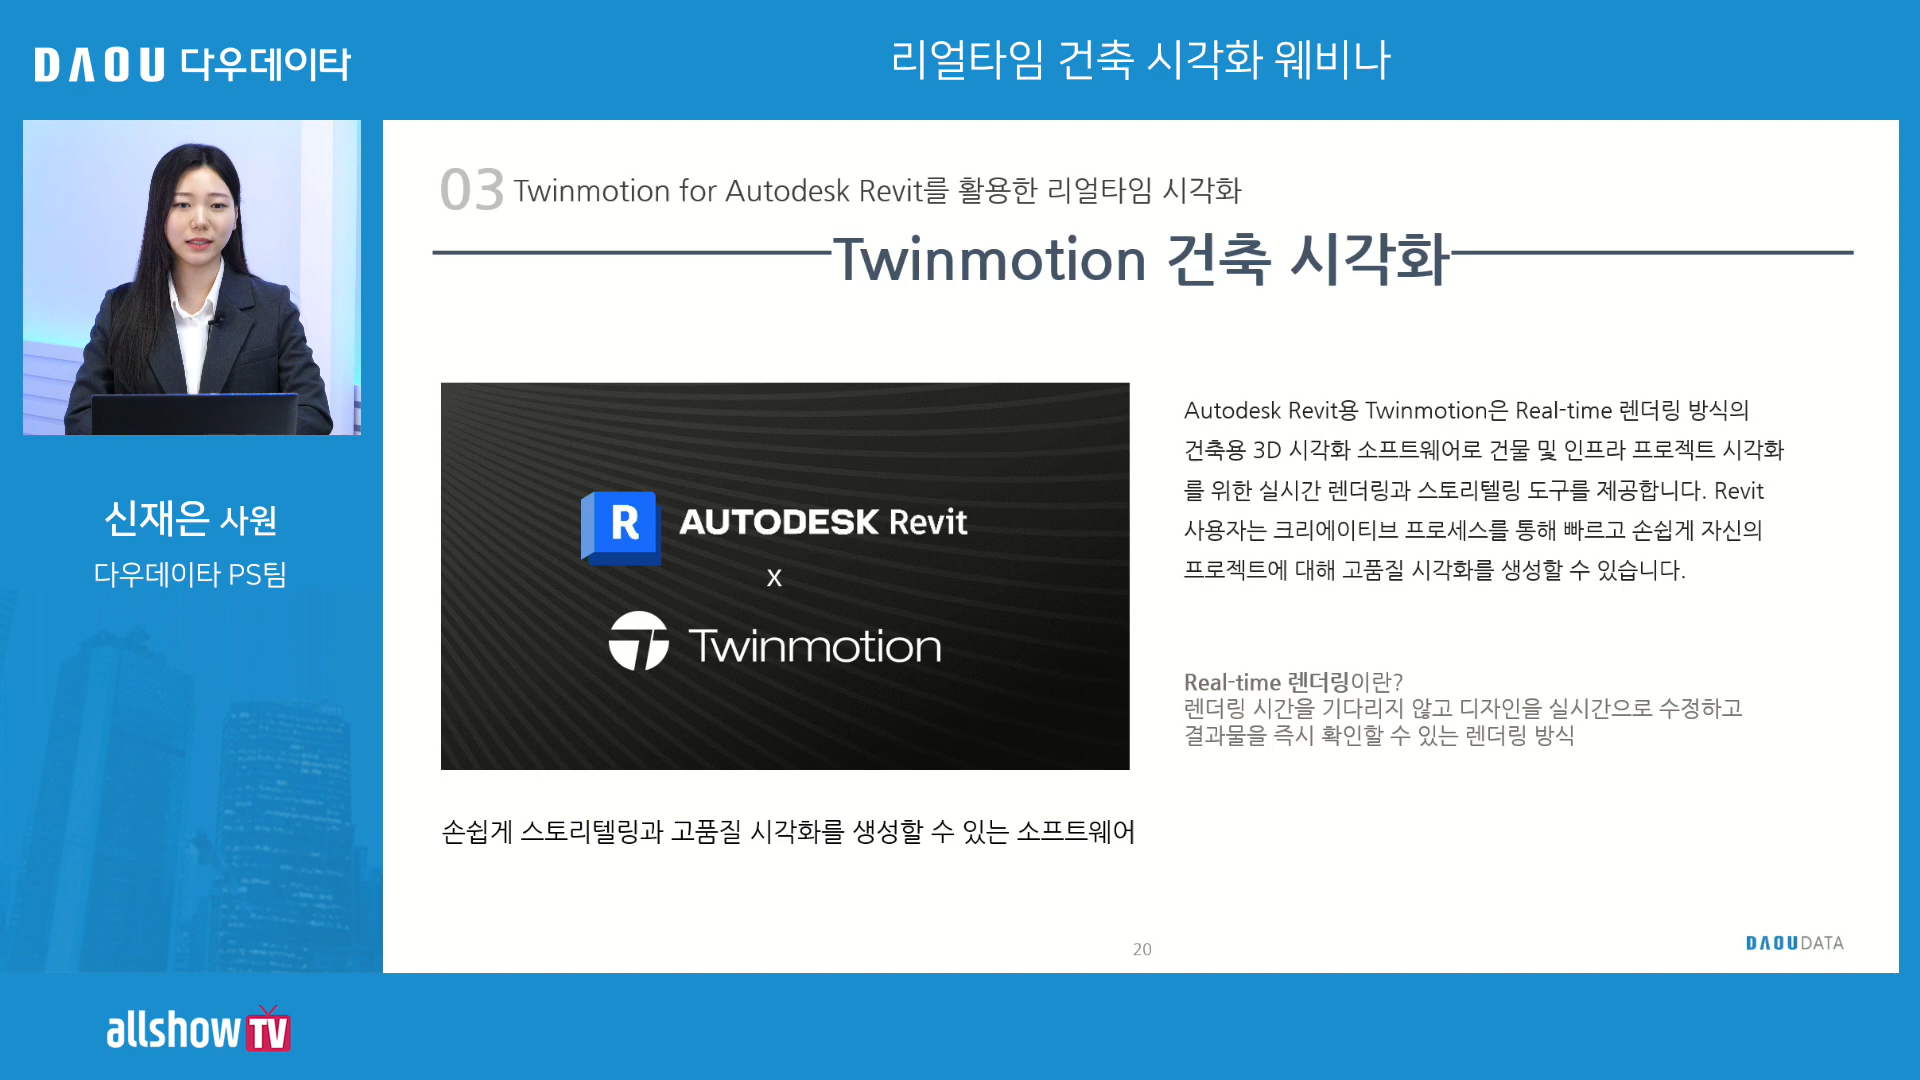 DAOU 다우데이타
리얼타임 건축 시각화 웨비나
03 Twinmotion for Autodesk Revit를 활용한 리얼타임 시각화
Twinmotion 건축 시각화
R AUTODESK Revit
x
Twinmotion
손쉽게 스토리텔링과 고품질 시각화를 생성할 수 있는 소프트웨어
Autodesk Revit용 Twinmotion은 Real-time 렌더링 방식의
건축용 3D 시각화 소프트웨어로 건물 및 인프라 프로젝트 시각화
를 위한 실시간 렌더링과 스토리텔링 도구를 제공합니다. Revit
사용자는 크리에이티브 프로세스를 통해 빠르고 손쉽게 자신의
프로젝트에 대해 고품질 시각화를 생성할 수 있습니다.
Real-time 렌더링이란?
렌더링 시간을 기다리지 않고 디자인을 실시간으로 수정하고
결과물을 즉시 확인할 수 있는 렌더링 방식
20
DAOUDATA
신재은 사원
다우데이타 PS팀
allshowTV